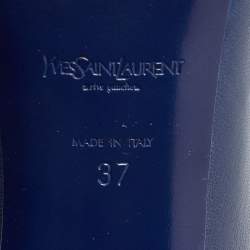 YVESSAINTLAURENT
rive gauche
MADE IN ITALY
37